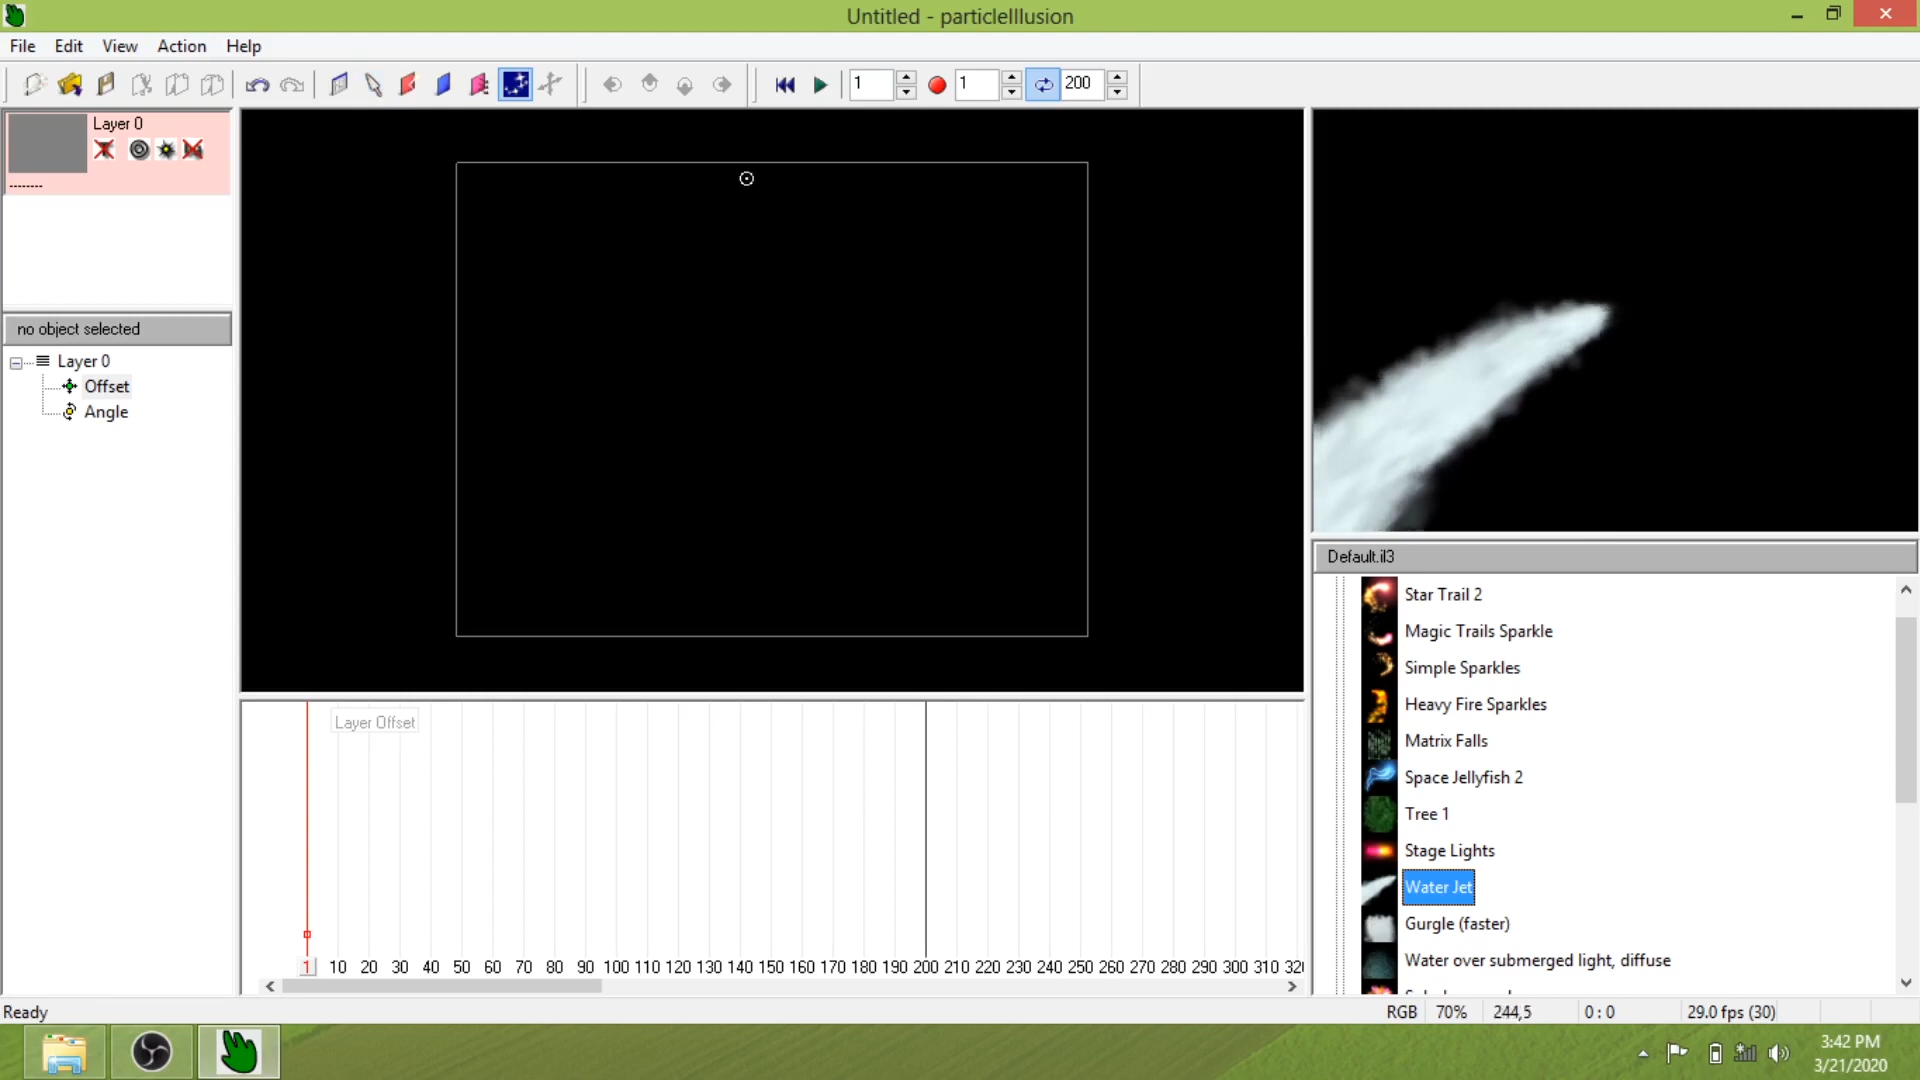 Untitled - particleIllusion
File Edit View Action Help
1 1 200
Layer 0
--------
no object selected
Layer 0
Offset
Angle
Layer Offset
1 10 20 30 40 50 60 70 80 90 100 110 120 130 140 150 160 170 180 190 200 210 220 230 240 250 260 270 280 290 300 310
Default.il3
Star Trail 2
Magic Trails Sparkle
Simple Sparkles
Heavy Fire Sparkles
Matrix Falls
Space Jellyfish 2
Tree 1
Stage Lights
Water Jet
Gurgle (faster)
Water over submerged light, diffuse
Ready RGB 70% 244,5 0 : 0 29.0 fps (30)
3:42 PM
3/21/2020